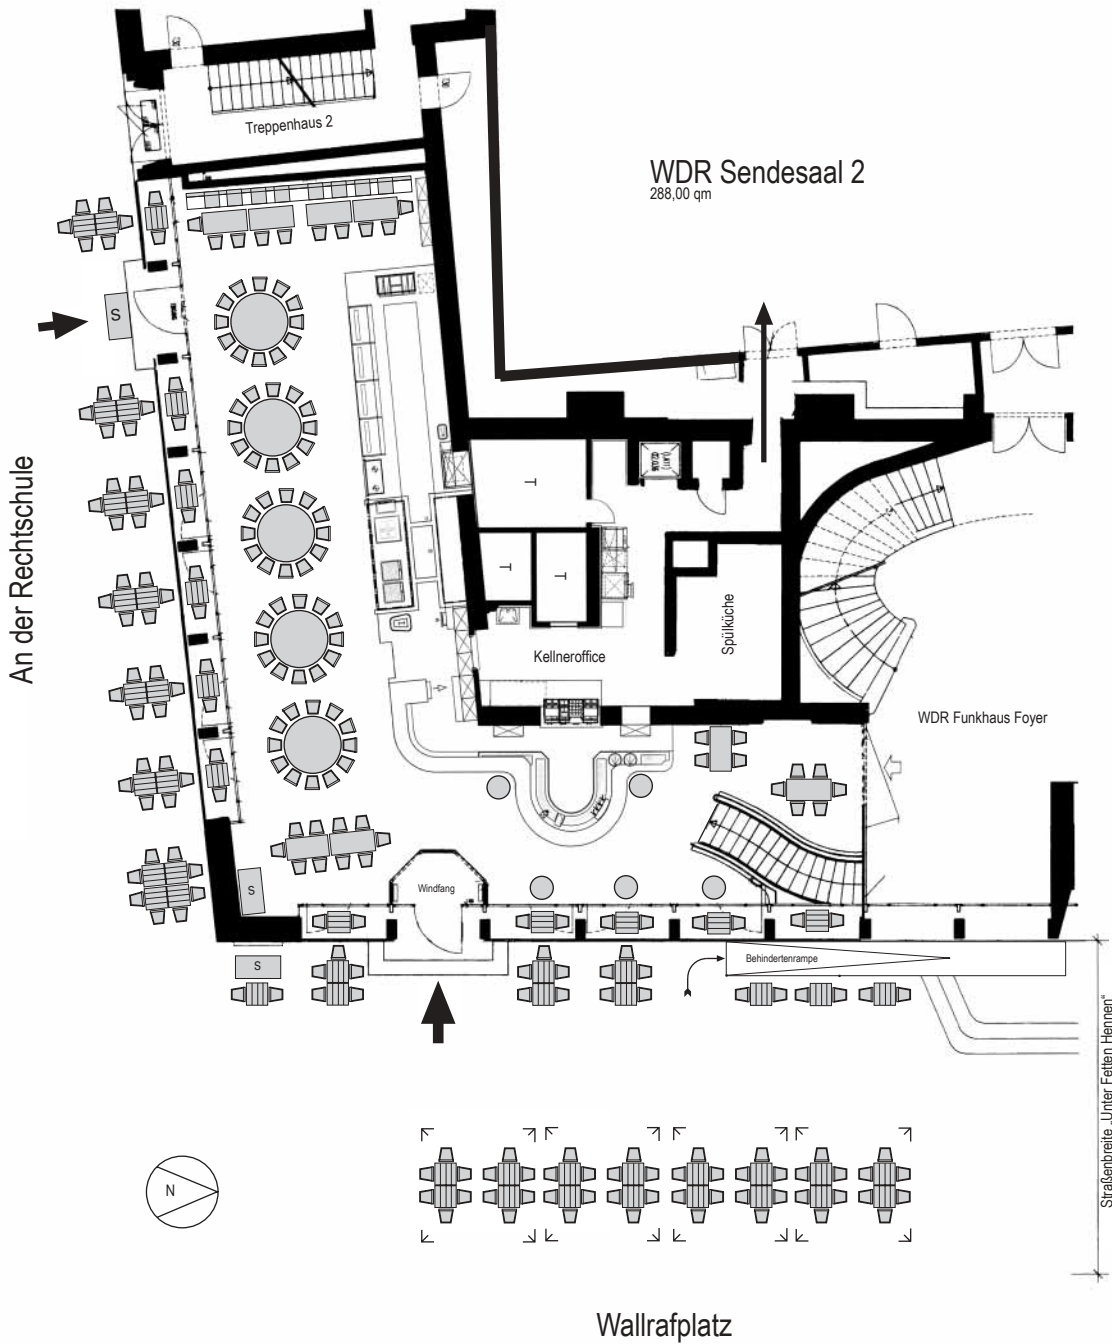 Treppenhaus 2
WDR Sendesaal 2
288,00 qm
S
An der Rechtschule
T
T
T
Spülküche
Kellneroffice
WDR Funkhaus Foyer
Windfang
S
S
Behindertenrampe
Straßenbreite „Unter Fetten Hennen“
N
Wallrafplatz